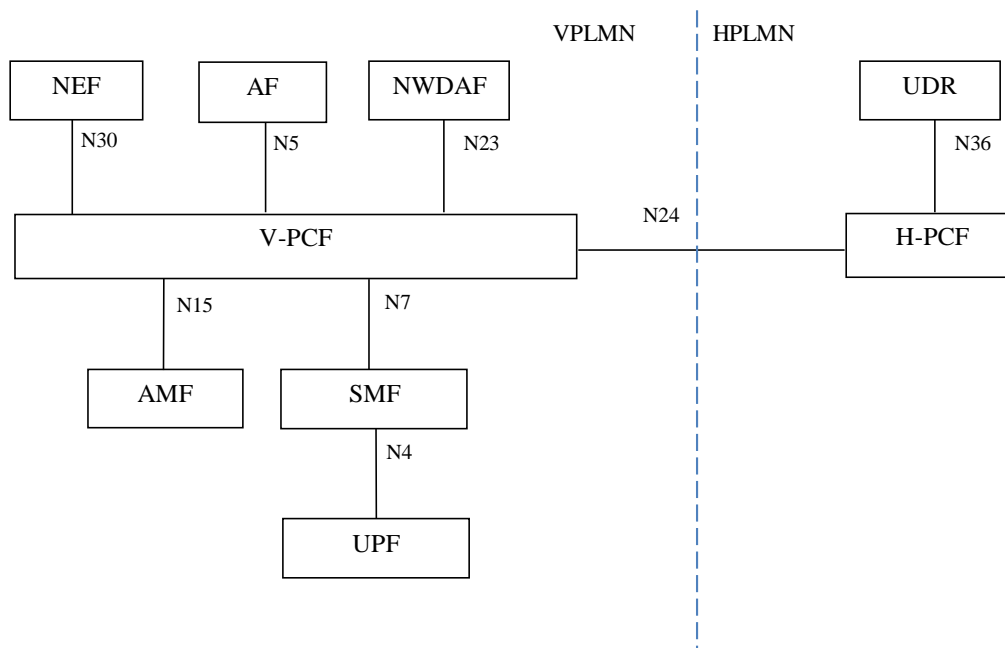 VPLMN
HPLMN
NEF
AF
NWDAF
UDR
N30
N5
N23
N36
N24
V-PCF
H-PCF
N15
N7
AMF
SMF
N4
UPF